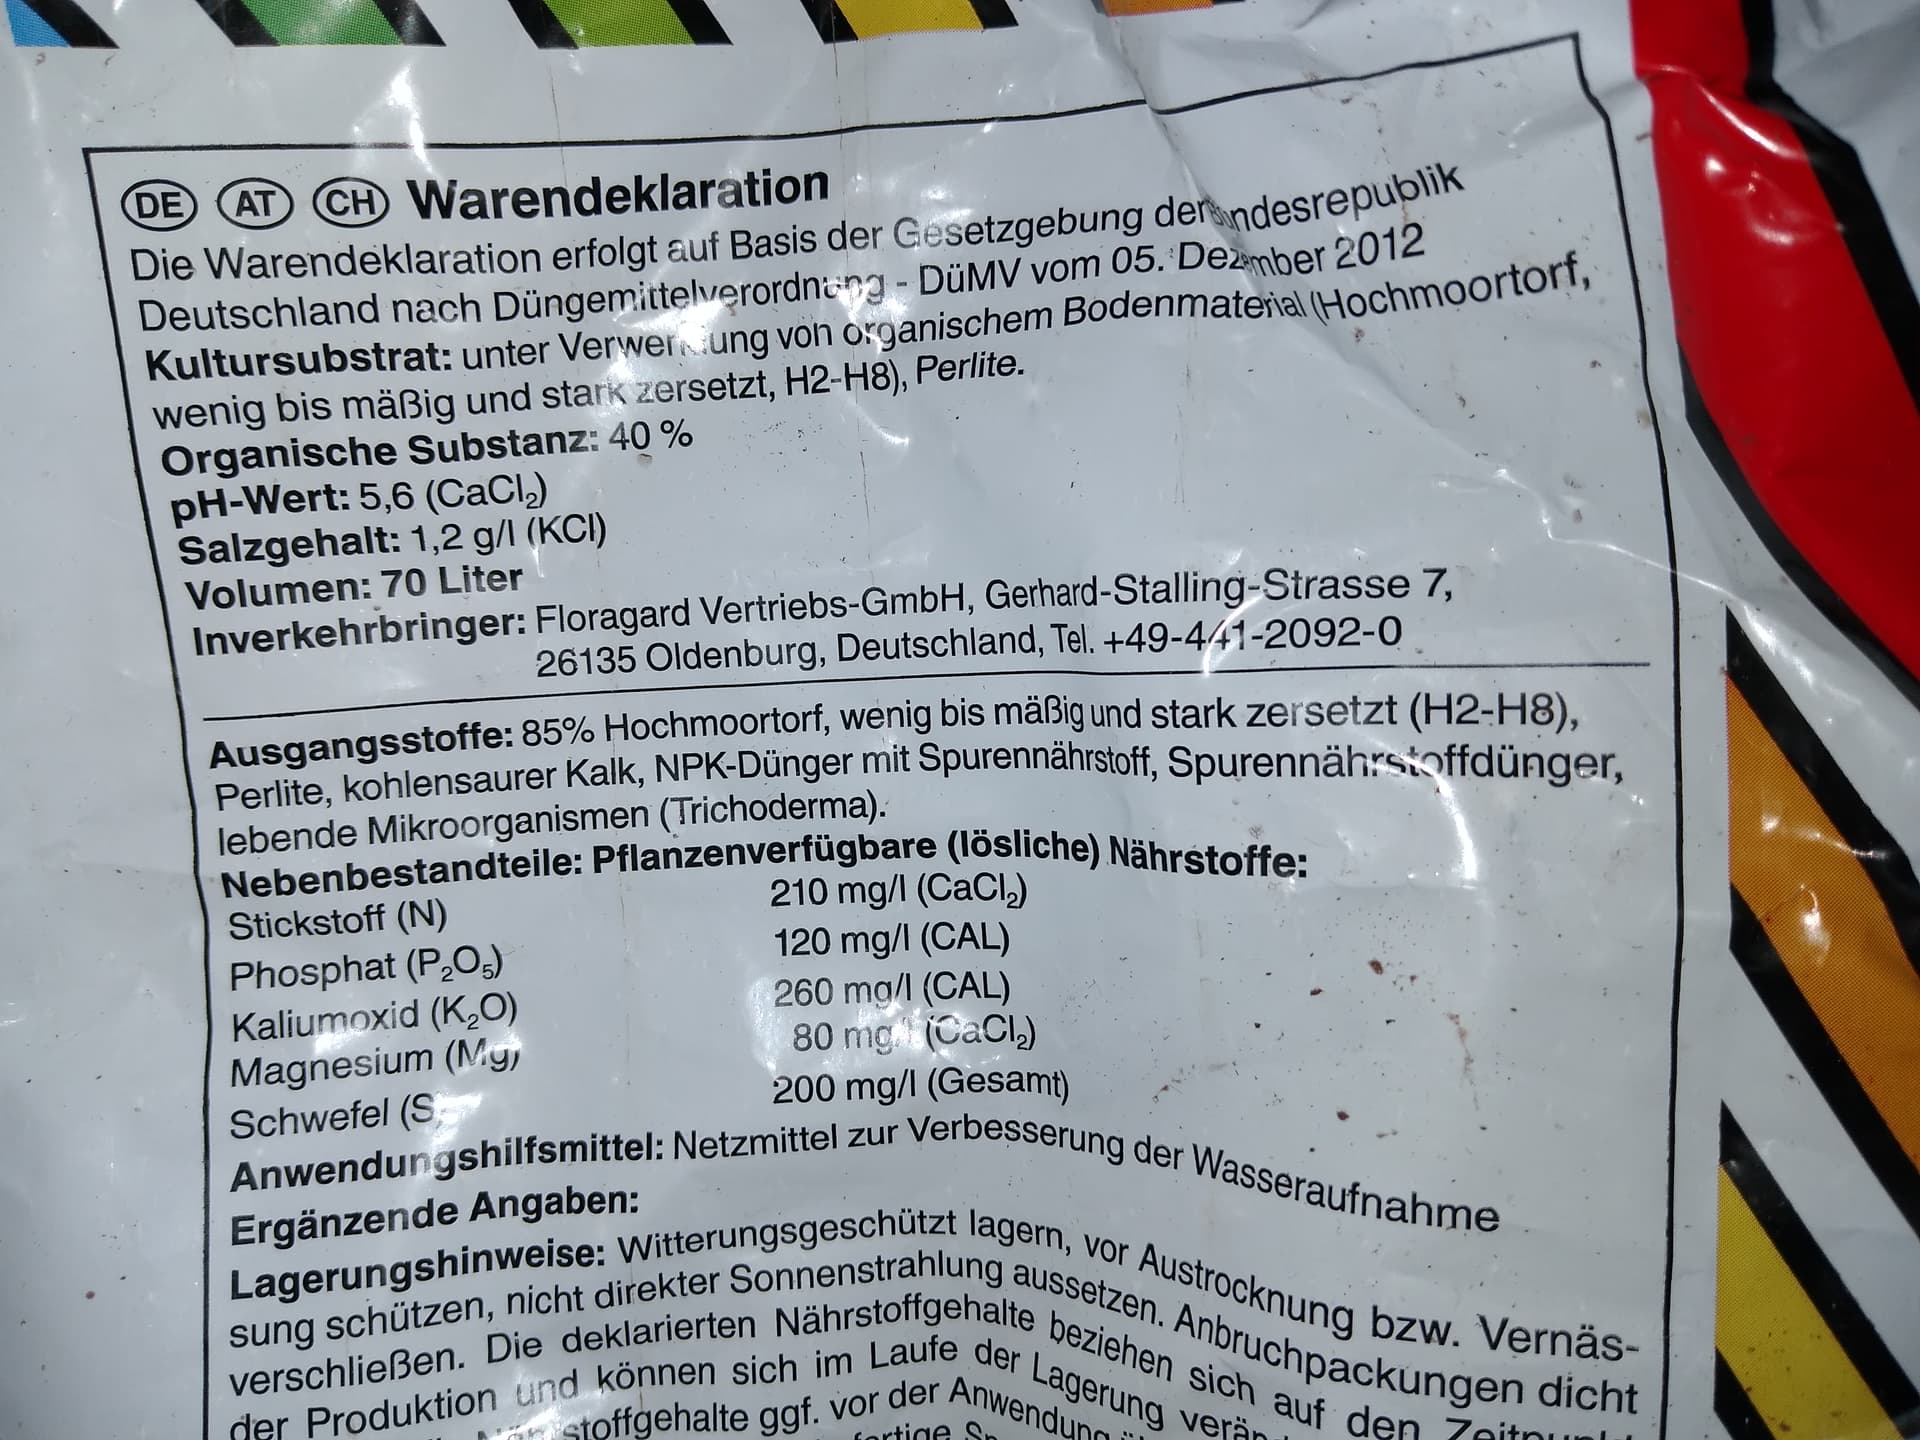 DE AT CH Warendeklaration
Die Warendeklaration erfolgt auf Basis der Gesetzgebung der Bundesrepublik
Deutschland nach Düngemittelverordnung - DüMV vom 05. Dezember 2012
Kultursubstrat: unter Verwendung von organischem Bodenmaterial (Hochmoortorf,
wenig bis mäßig und stark zersetzt, H2-H8), Perlite.
Organische Substanz: 40 %
pH-Wert: 5,6 (CaCl₂)
Salzgehalt: 1,2 g/l (KCl)
Volumen: 70 Liter
Inverkehrbringer: Floragard Vertriebs-GmbH, Gerhard-Stalling-Strasse 7,
26135 Oldenburg, Deutschland, Tel. +49-441-2092-0
Ausgangsstoffe: 85% Hochmoortorf, wenig bis mäßig und stark zersetzt (H2-H8),
Perlite, kohlensaurer Kalk, NPK-Dünger mit Spurennährstoff, Spurennährstoffdünger,
lebende Mikroorganismen (Trichoderma).
Nebenbestandteile: Pflanzenverfügbare (lösliche) Nährstoffe:
Stickstoff (N) 210 mg/l (CaCl₂)
Phosphat (P₂O₅) 120 mg/l (CAL)
Kaliumoxid (K₂O) 260 mg/l (CAL)
Magnesium (Mg) 80 mg/l (CaCl₂)
Schwefel (S) 200 mg/l (Gesamt)
Anwendungshilfsmittel: Netzmittel zur Verbesserung der Wasseraufnahme
Ergänzende Angaben:
Lagerungshinweise: Witterungsgeschützt lagern, vor Austrocknung bzw. Vernäs-
sung schützen, nicht direkter Sonnenstrahlung aussetzen. Anbruchpackungen dicht
verschließen. Die deklarierten Nährstoffgehalte beziehen sich auf den Zeitpunkt
der Produktion und können sich im Laufe der Lagerung verän
stoffgehalte ggf. vor der Anwendung